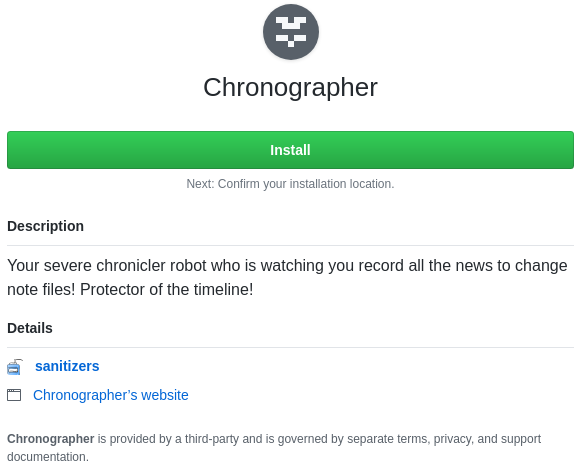 Chronographer
Install
Next: Confirm your installation location.
Description
Your severe chronicler robot who is watching you record all the news to change
note files! Protector of the timeline!
Details
sanitizers
Chronographer’s website
Chronographer is provided by a third-party and is governed by separate terms, privacy, and support
documentation.